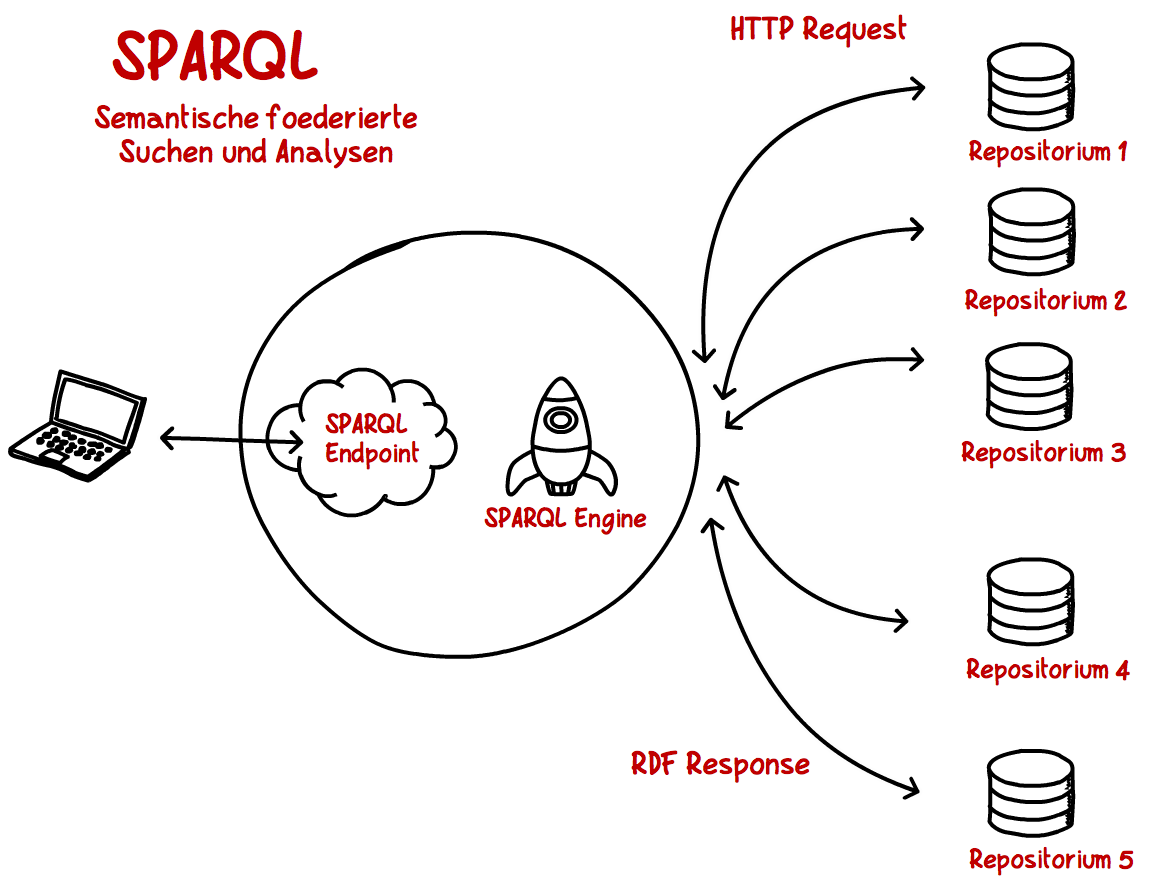 SPARQL
Semantische foederierte
Suchen und Analysen
HTTP Request
Repositorium 1
Repositorium 2
Repositorium 3
SPARQL
Endpoint
SPARQL Engine
Repositorium 4
RDF Response
Repositorium 5